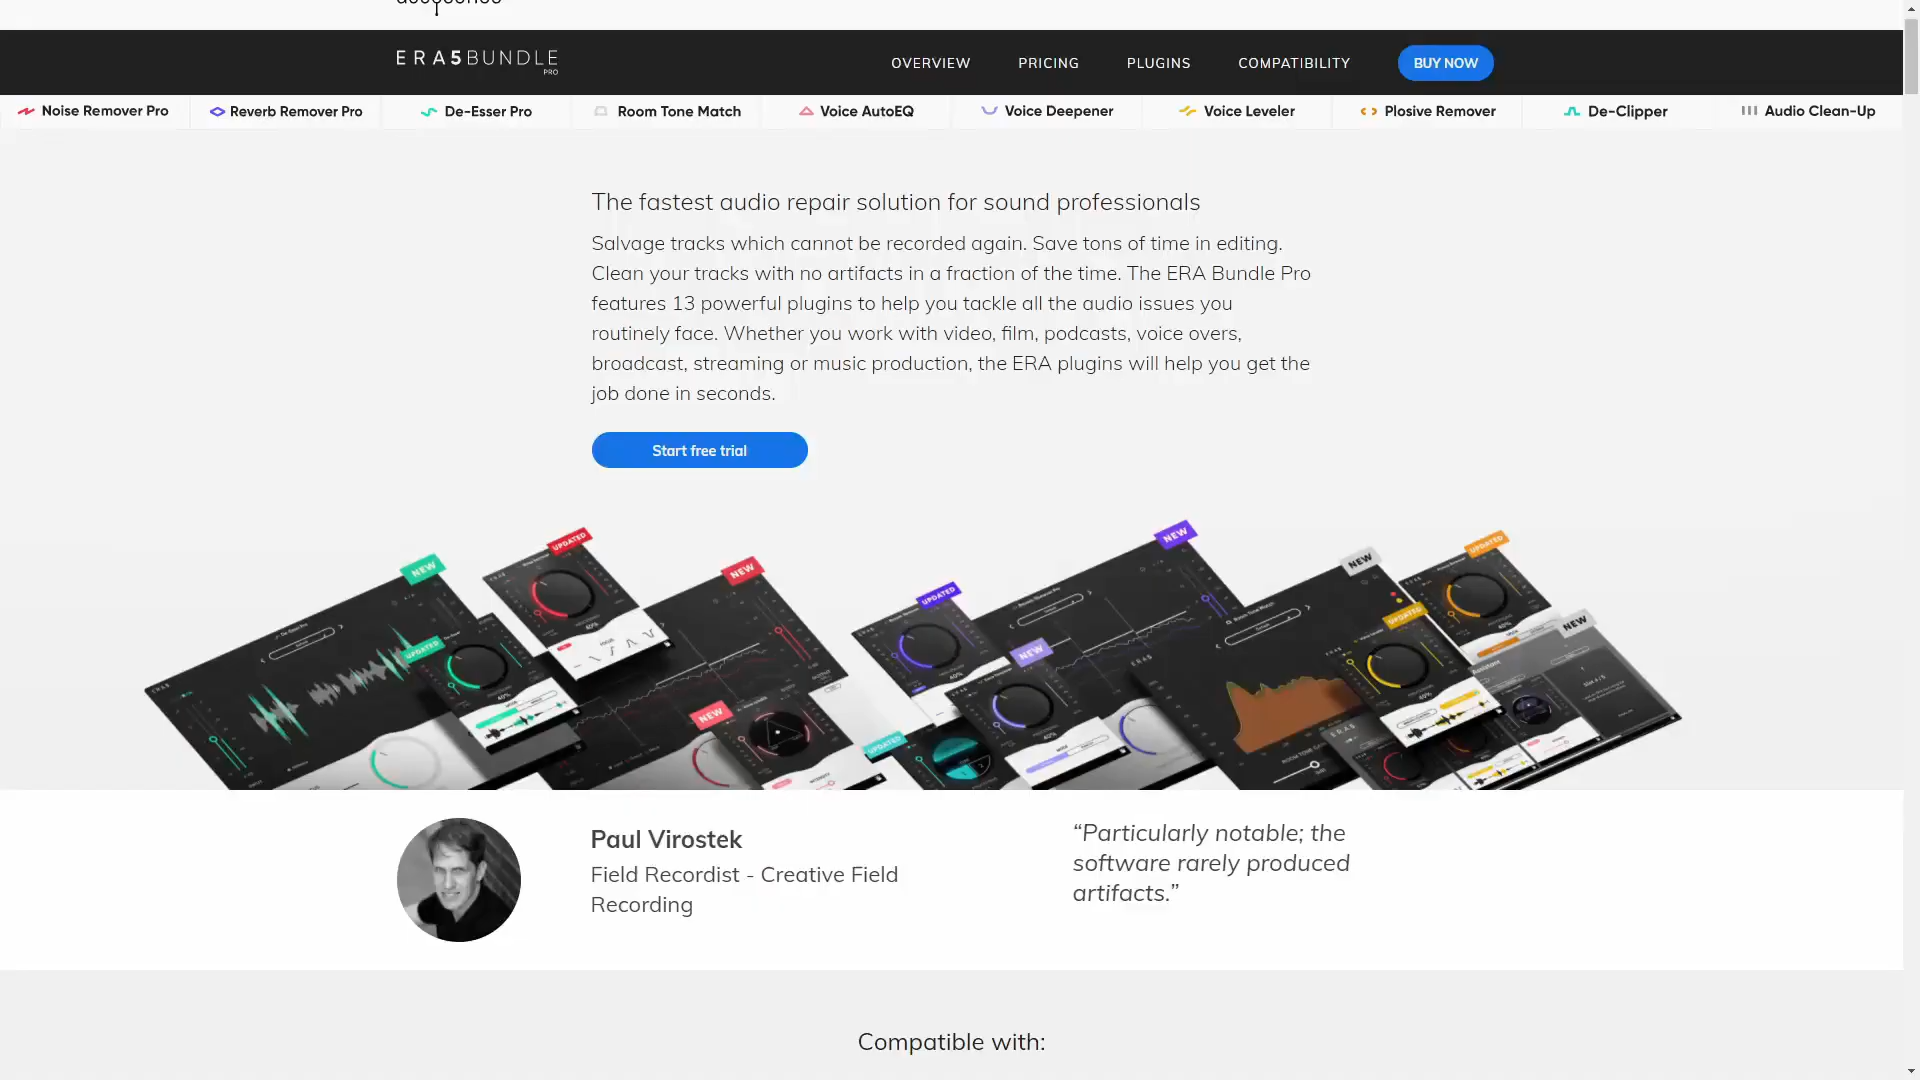 ERA5BUNDLE
PRO
OVERVIEW
PRICING
PLUGINS
COMPATIBILITY
BUY NOW
Noise Remover Pro
Reverb Remover Pro
De-Esser Pro
Room Tone Match
Voice AutoEQ
Voice Deepener
Voice Leveler
Plosive Remover
De-Clipper
Audio Clean-Up
The fastest audio repair solution for sound professionals
Salvage tracks which cannot be recorded again. Save tons of time in editing.
Clean your tracks with no artifacts in a fraction of the time. The ERA Bundle Pro
features 13 powerful plugins to help you tackle all the audio issues you
routinely face. Whether you work with video, film, podcasts, voice overs,
broadcast, streaming or music production, the ERA plugins will help you get the
job done in seconds.
Start free trial
NEW
UPDATED
UPDATED
NEW
NEW
UPDATED
UPDATED
NEW
NEW
NEW
UPDATED
UPDATED
NEW
Paul Virostek
Field Recordist - Creative Field
Recording
“Particularly notable; the
software rarely produced
artifacts.”
Compatible with: